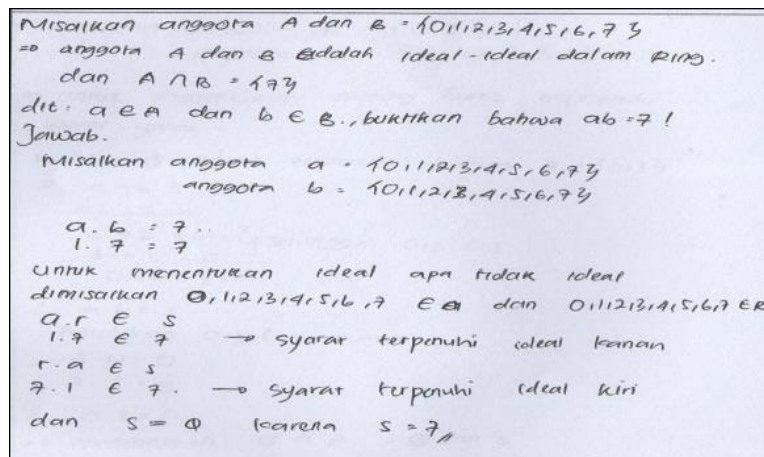 Misalkan anggota A dan B = {0,1,2,3,4,5,6,7}
=> anggota A dan B adalah ideal-ideal dalam Ring.
dan A ∩ B = {7}
dit: a ∈ A dan b ∈ B., buktikan bahwa ab = 7!
Jawab.
Misalkan anggota a = {0,1,2,3,4,5,6,7}
anggota b = {0,1,2,3,4,5,6,7}
a.b = 7..
1.7 = 7
untuk menentukan ideal apa tidak ideal
dimisalkan 0,1,2,3,4,5,6,7 ∈ a dan 0,1,2,3,4,5,6,7 ∈ R
a.r ∈ s
1.7 ∈ 7 → syarat terpenuhi ideal kanan
r.a ∈ s
7.1 ∈ 7. → syarat terpenuhi ideal kiri
dan s = Φ karena s = 7,,